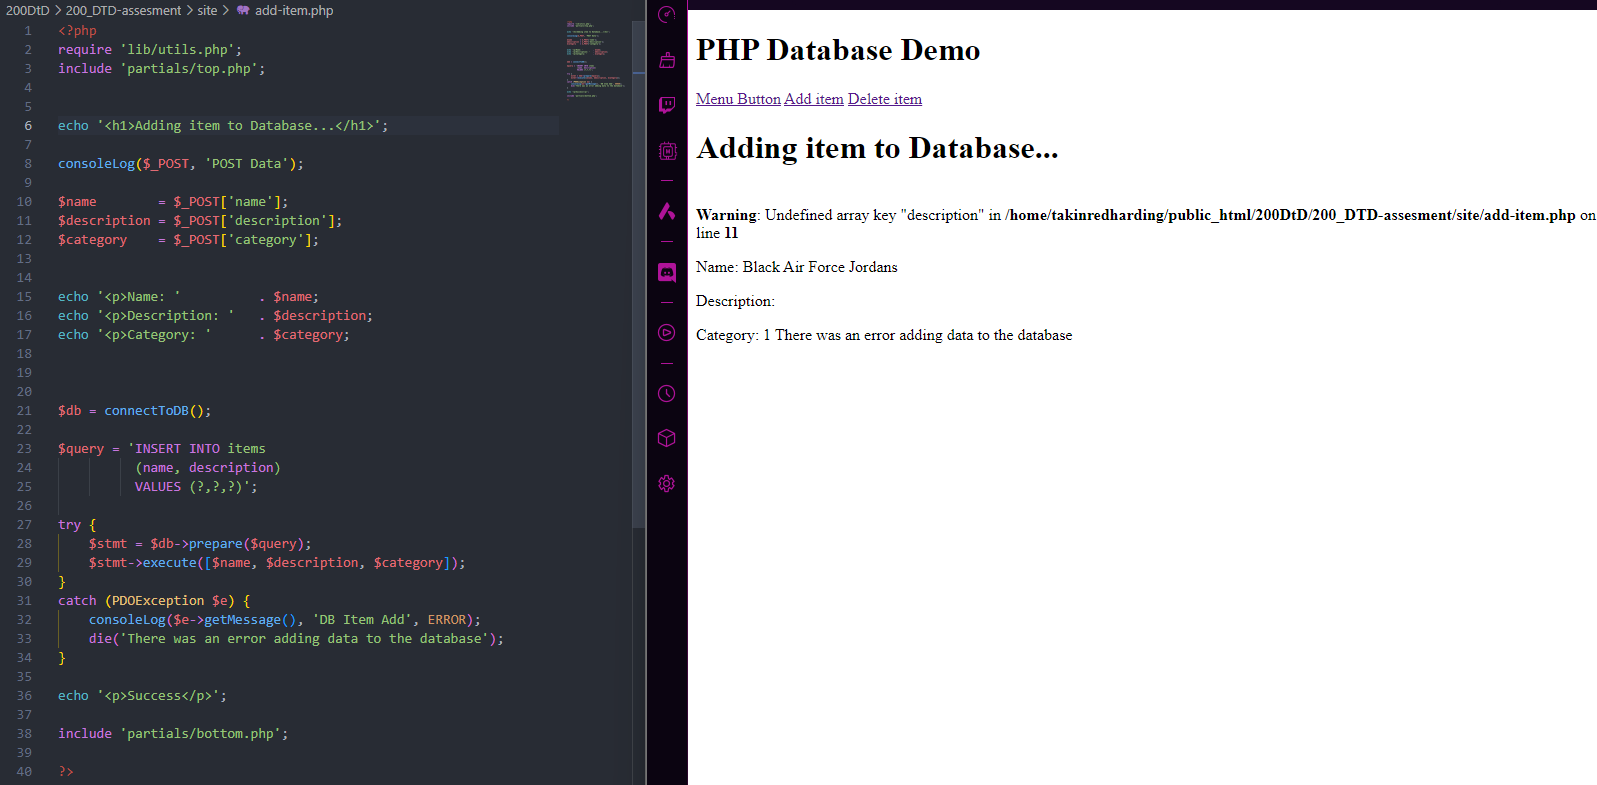 200DtD > 200_DTD-assesment > site > add-item.php
1 <?php
2 require 'lib/utils.php';
3 include 'partials/top.php';
4
5
6 echo '<h1>Adding item to Database...</h1>';
7
8 consoleLog($_POST, 'POST Data');
9
10 $name        = $_POST['name'];
11 $description = $_POST['description'];
12 $category    = $_POST['category'];
13
14
15 echo '<p>Name: '          . $name;
16 echo '<p>Description: '   . $description;
17 echo '<p>Category: '      . $category;
18
19
20
21 $db = connectToDB();
22
23 $query = 'INSERT INTO items
24           (name, description)
25           VALUES (?,?,?)';
26
27 try {
28     $stmt = $db->prepare($query);
29     $stmt->execute([$name, $description, $category]);
30 }
31 catch (PDOException $e) {
32     consoleLog($e->getMessage(), 'DB Item Add', ERROR);
33     die('There was an error adding data to the database');
34 }
35
36 echo '<p>Success</p>';
37
38 include 'partials/bottom.php';
39
40 ?>
PHP Database Demo
Menu Button Add item Delete item
Adding item to Database...
Warning: Undefined array key "description" in /home/takinredharding/public_html/200DtD/200_DTD-assesment/site/add-item.php on
line 11
Name: Black Air Force Jordans
Description:
Category: 1 There was an error adding data to the database